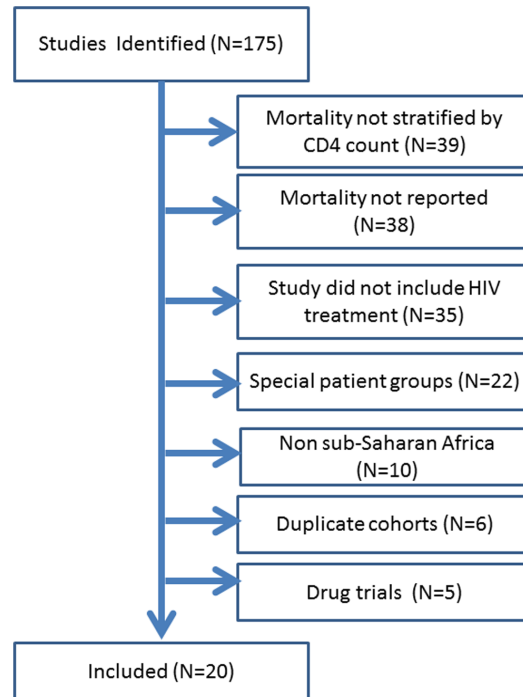 Studies Identified (N=175)
Mortality not stratified by
CD4 count (N=39)
Mortality not reported
(N=38)
Study did not include HIV
treatment (N=35)
Special patient groups (N=22)
Non sub-Saharan Africa
(N=10)
Duplicate cohorts (N=6)
Drug trials (N=5)
Included (N=20)